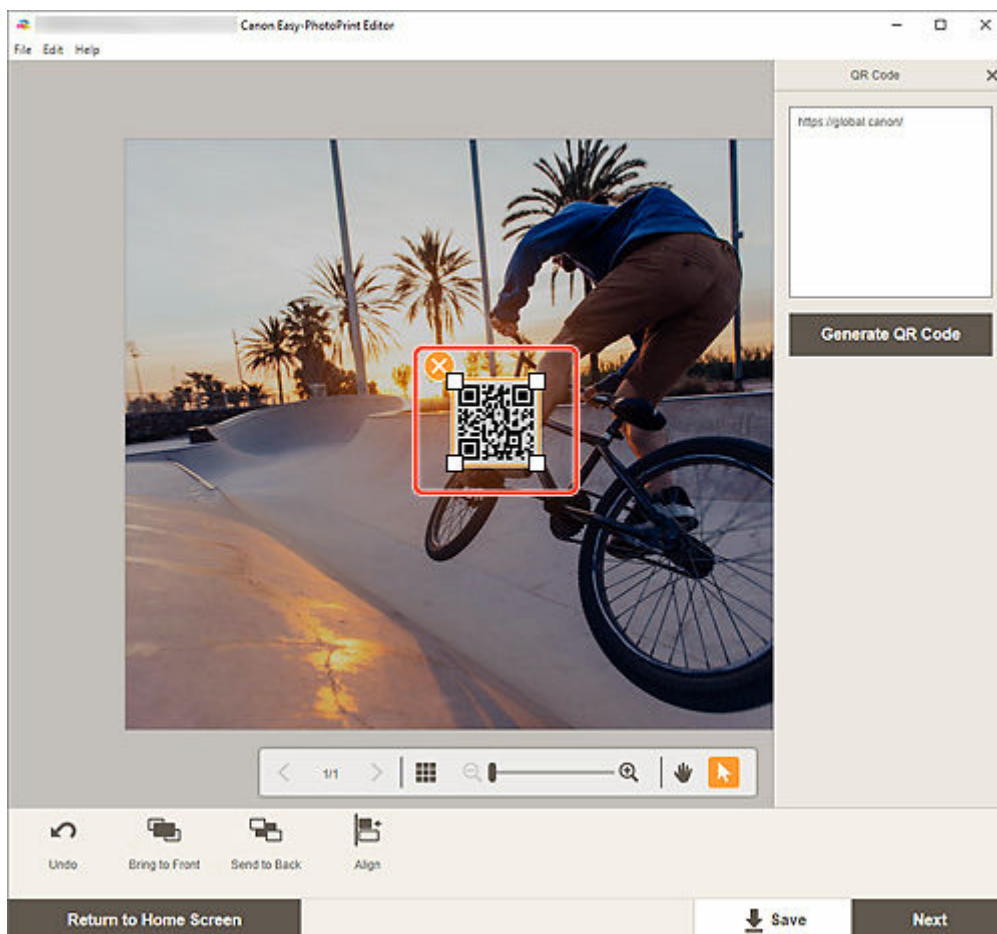 Canon Easy-PhotoPrint Editor
File Edit Help
QR Code
https://global.canon/
Generate QR Code
1/1
Undo
Bring to Front
Send to Back
Align
Return to Home Screen
Save
Next